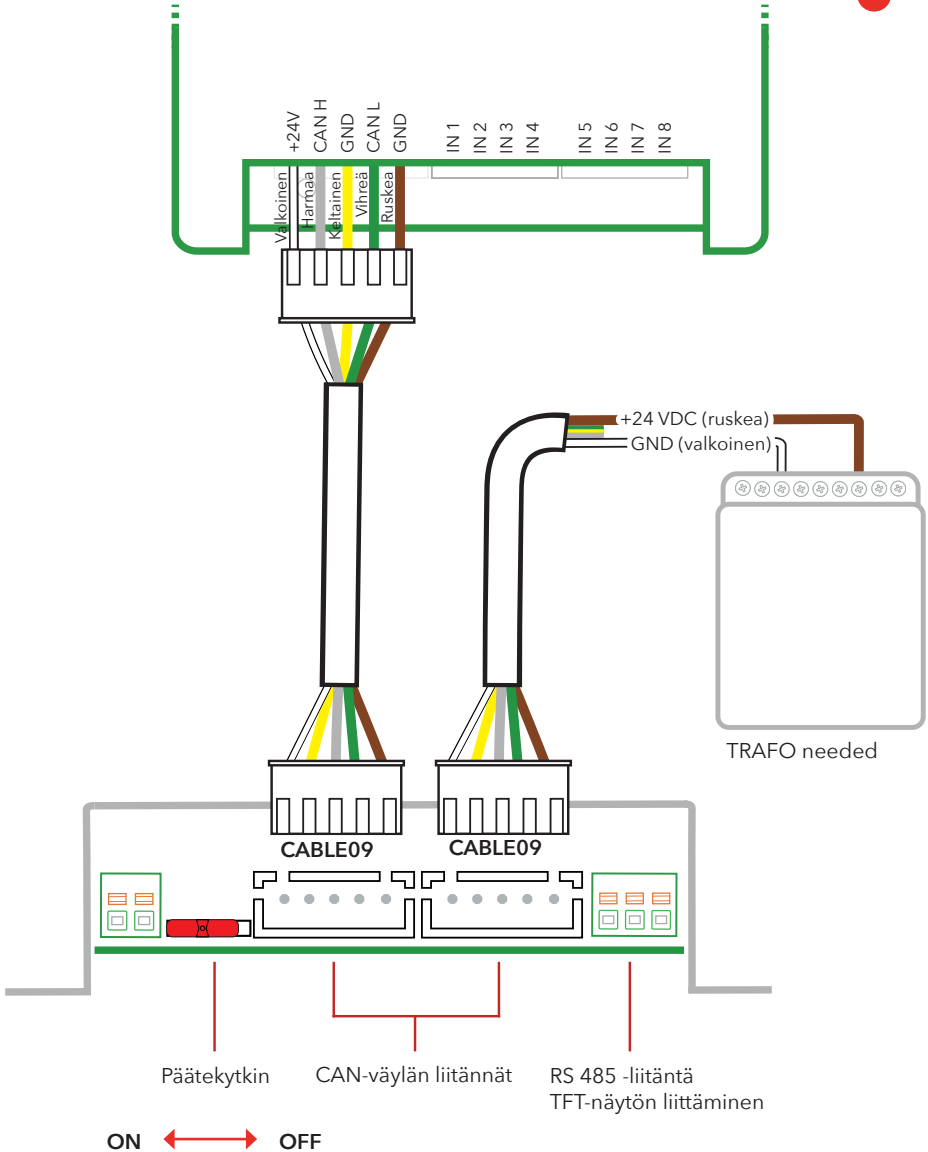 +24V
CAN H
GND
CAN L
GND
IN 1
IN 2
IN 3
IN 4
IN 5
IN 6
IN 7
IN 8
Valkoinen
Harmaa
Keltainen
Vihreä
Ruskea
+24 VDC (ruskea)
GND (valkoinen)
TRAFO needed
CABLE09
CABLE09
Päätekytkin
CAN-väylän liitännät
RS 485 -liitäntä
TFT-näytön liittäminen
ON
OFF